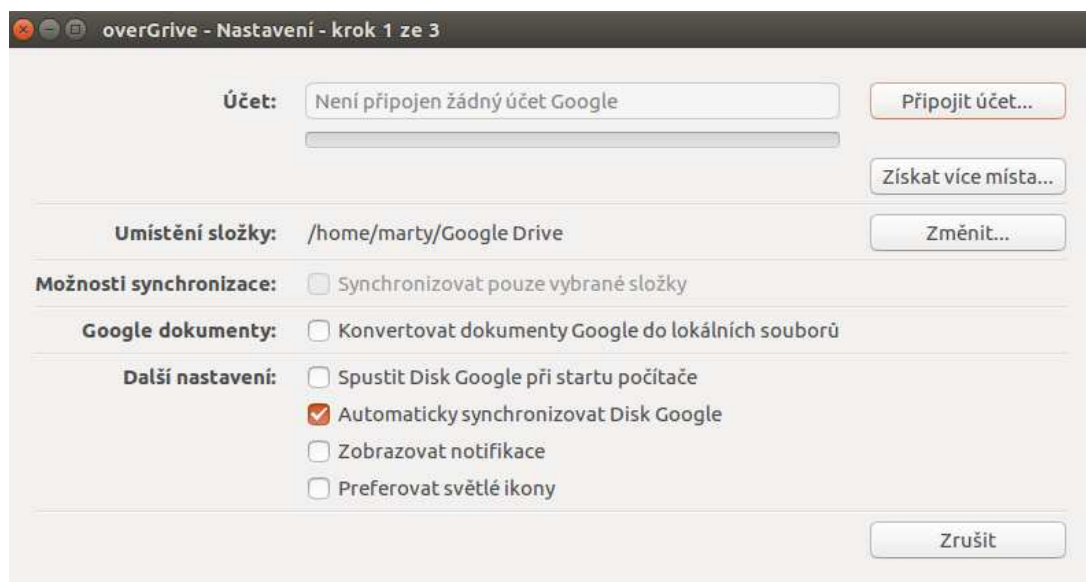 overGrive - Nastavení - krok 1 ze 3
Účet: Není připojen žádný účet Google Připojit účet...
Získat více místa...
Umístění složky: /home/marty/Google Drive Změnit...
Možnosti synchronizace: Synchronizovat pouze vybrané složky
Google dokumenty: Konvertovat dokumenty Google do lokálních souborů
Další nastavení: Spustit Disk Google při startu počítače
Automaticky synchronizovat Disk Google
Zobrazovat notifikace
Preferovat světlé ikony
Zrušit